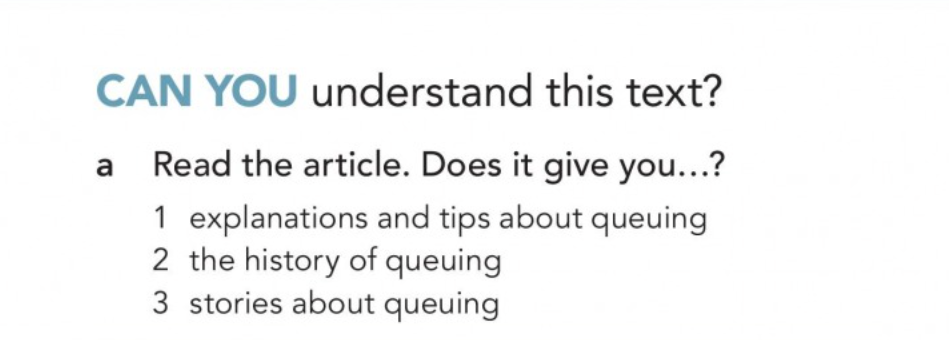 CAN YOU understand this text?
a Read the article. Does it give you...?
1 explanations and tips about queuing
2 the history of queuing
3 stories about queuing